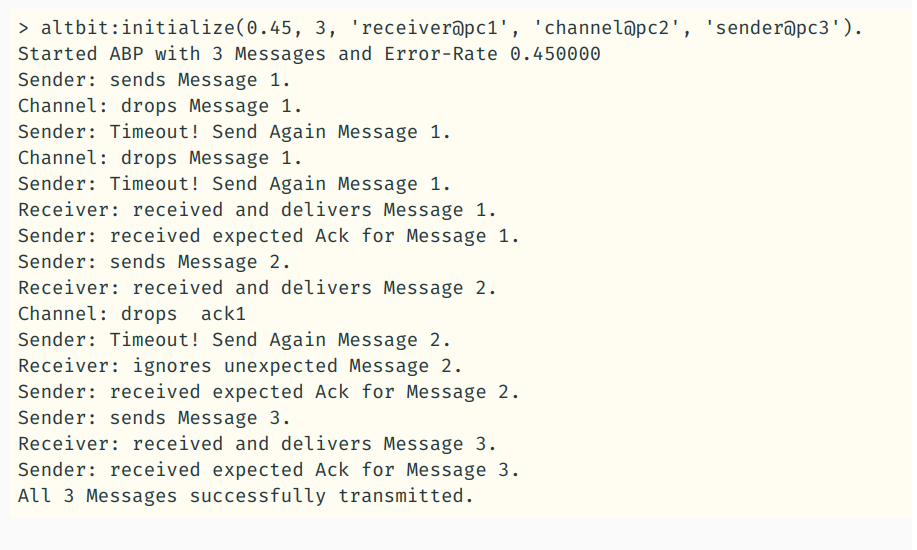 > altbit:initialize(0.45, 3, 'receiver@pc1', 'channel@pc2', 'sender@pc3').
Started ABP with 3 Messages and Error-Rate 0.450000
Sender: sends Message 1.
Channel: drops Message 1.
Sender: Timeout! Send Again Message 1.
Channel: drops Message 1.
Sender: Timeout! Send Again Message 1.
Receiver: received and delivers Message 1.
Sender: received expected Ack for Message 1.
Sender: sends Message 2.
Receiver: received and delivers Message 2.
Channel: drops  ack1
Sender: Timeout! Send Again Message 2.
Receiver: ignores unexpected Message 2.
Sender: received expected Ack for Message 2.
Sender: sends Message 3.
Receiver: received and delivers Message 3.
Sender: received expected Ack for Message 3.
All 3 Messages successfully transmitted.